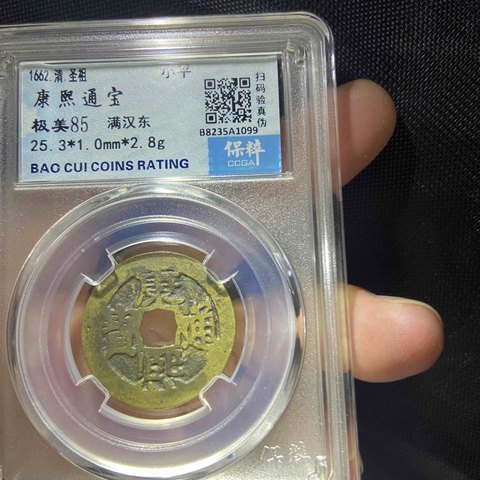 1662.清 圣祖 小平
康熙通宝
极美85 满汉东
25.3*1.0mm*2.8g
BAO CUI COINS RATING
扫码验真伪
B8235A1099
保粹
CCGA
康熙通寶
保粹